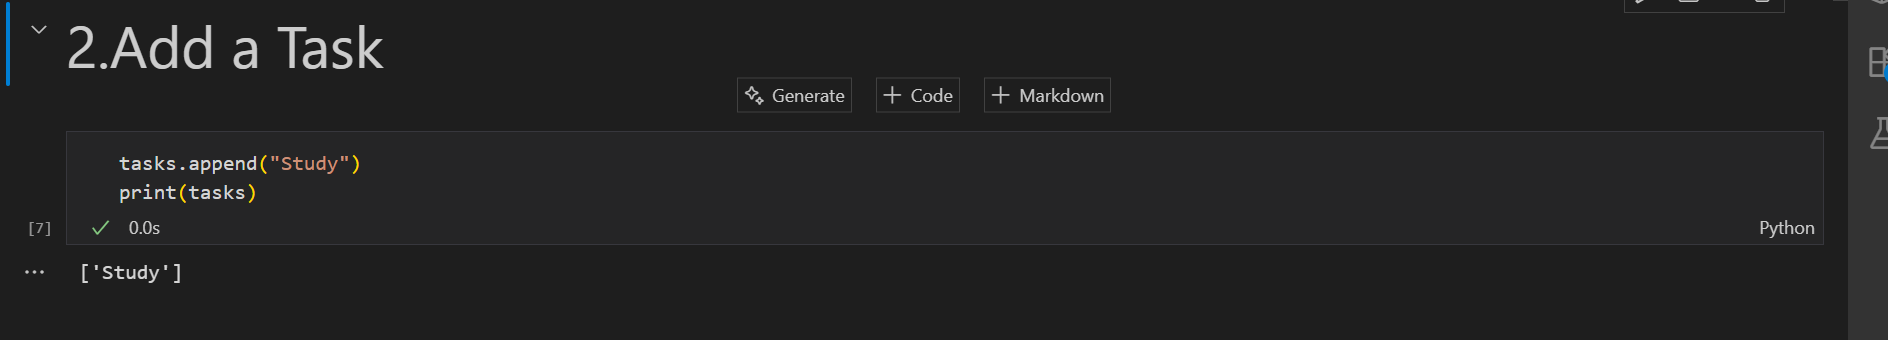 2.Add a Task
Generate
Code
Markdown
tasks.append("Study")
print(tasks)
[7]
0.0s
Python
['Study']